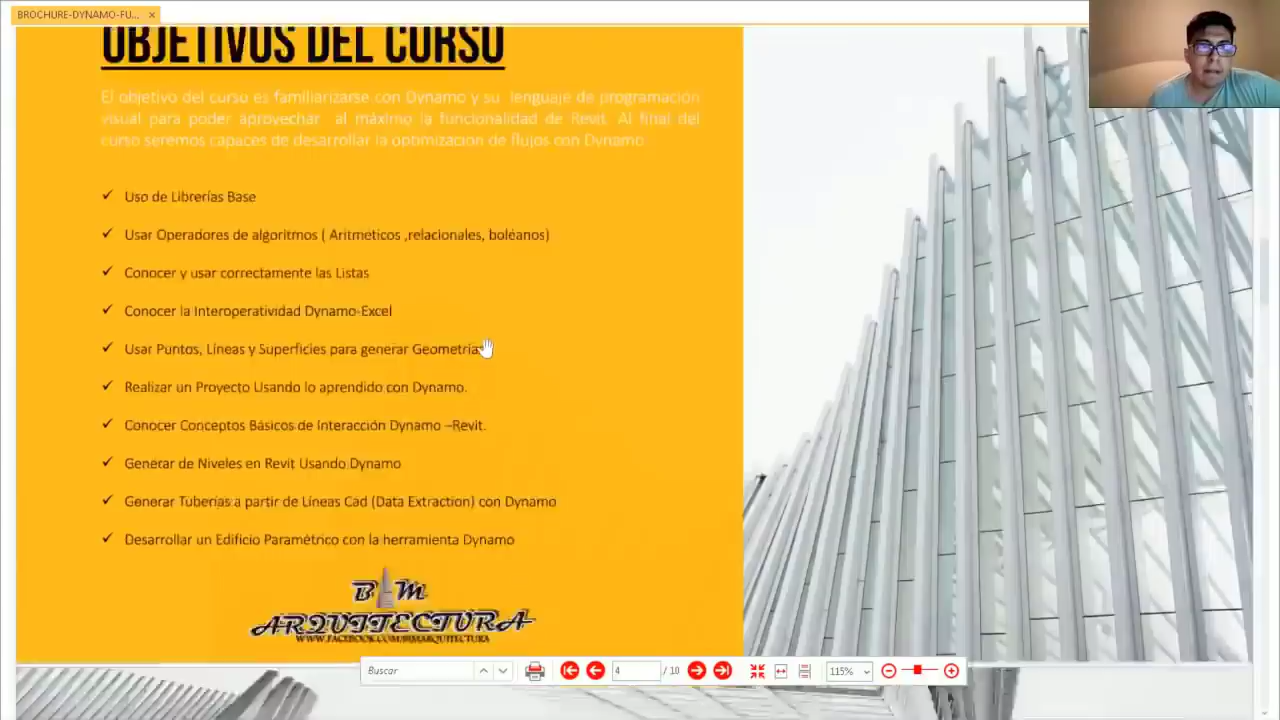 BROCHURE-DYNAMO-FU... ×
OBJETIVOS DEL CURSO
El objetivo del curso es familiarizarse con Dynamo y su lenguaje de programación
visual para poder aprovechar al máximo la funcionalidad de Revit. Al final del
curso seremos capaces de desarrollar la optimizacion de flujos con Dynamo.
✓ Uso de Librerías Base
✓ Usar Operadores de algoritmos ( Aritmeticos ,relacionales, boléanos)
✓ Conocer y usar correctamente las Listas
✓ Conocer la Interoperatividad Dynamo-Excel
✓ Usar Puntos, Líneas y Superficies para generar Geometrías
✓ Realizar un Proyecto Usando lo aprendido con Dynamo.
✓ Conocer Conceptos Básicos de Interacción Dynamo –Revit.
✓ Generar de Niveles en Revit Usando Dynamo
✓ Generar Tuberías a partir de Líneas Cad (Data Extraction) con Dynamo
✓ Desarrollar un Edificio Paramétrico con la herramienta Dynamo
BIM
ARQUITECTURA
WWW.FACEBOOK.COM/BIMARQUITECTURA
Buscar 4 / 10 115%